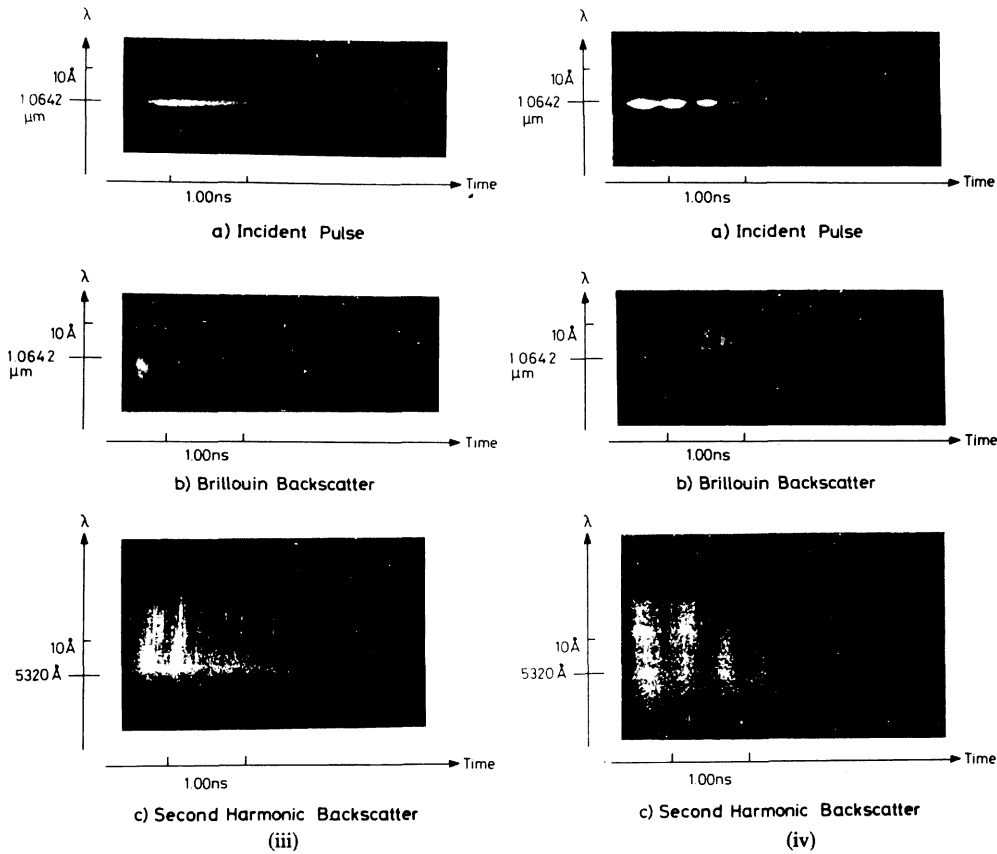 λ
10Å
1.0642
μm
Time
1.00ns
a) Incident Pulse
λ
10Å
1.0642
μm
Time
1.00ns
b) Brillouin Backscatter
λ
10Å
5320Å
Time
1.00ns
c) Second Harmonic Backscatter
(iii)
λ
10Å
1.0642
μm
Time
1.00ns
a) Incident Pulse
λ
10Å
1.0642
μm
Time
1.00ns
b) Brillouin Backscatter
λ
10Å
5320Å
Time
1.00ns
c) Second Harmonic Backscatter
(iv)